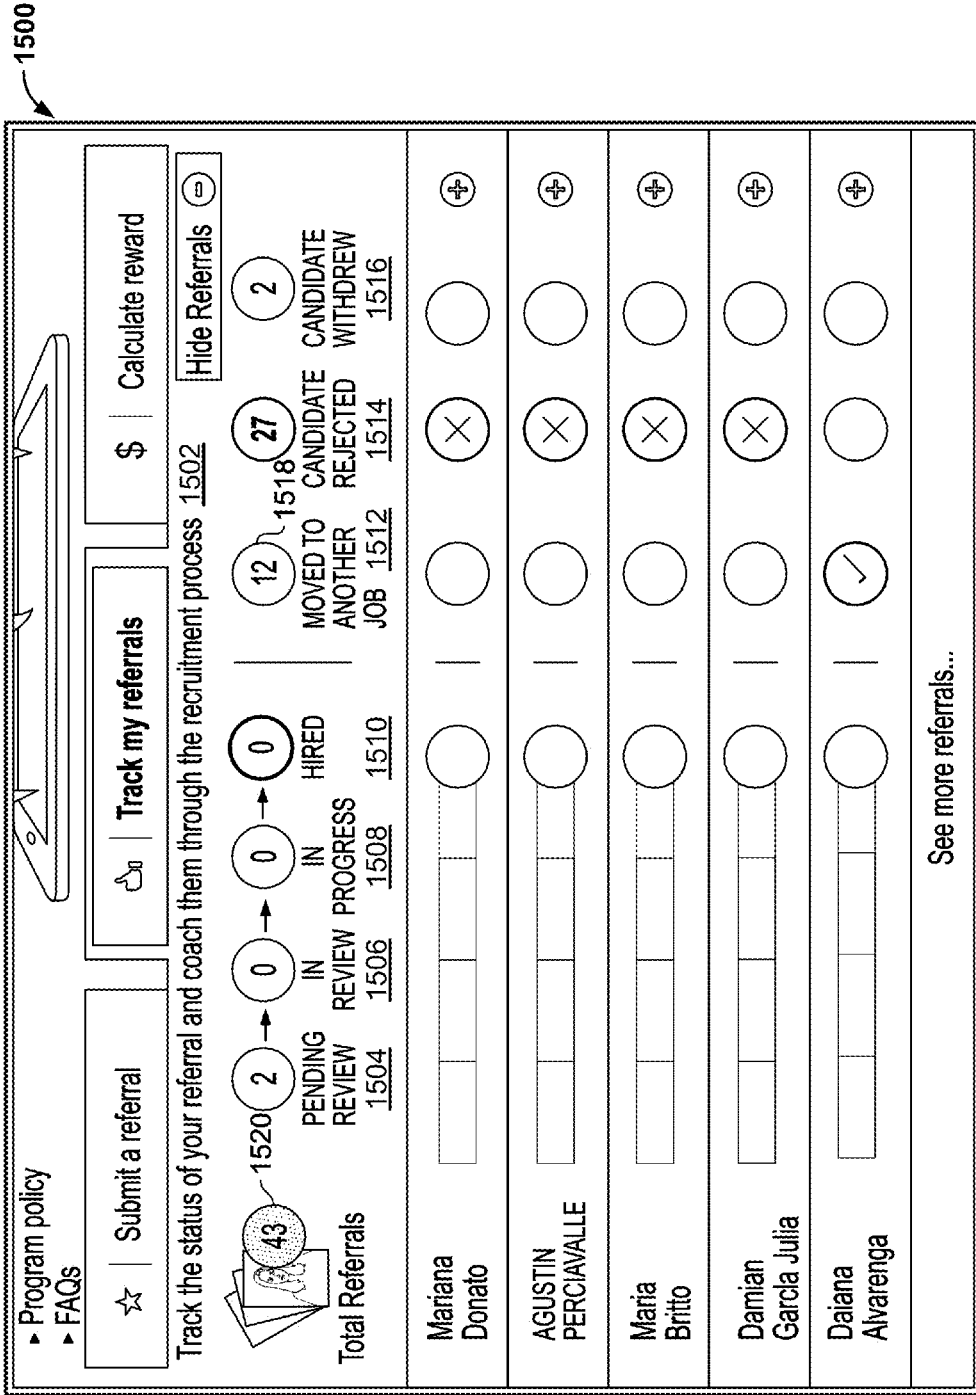 1500
▸ Program policy
▸ FAQs
☆ | Submit a referral
Track my referrals
$ | Calculate reward
Track the status of your referral and coach them through the recruitment process 1502
Hide Referrals
43
1520
2
0
0
0
12
1518
27
2
Total Referrals
PENDING
REVIEW
1504
IN
REVIEW
1506
IN
PROGRESS
1508
HIRED
1510
MOVED TO
ANOTHER
JOB 1512
CANDIDATE
REJECTED
1514
CANDIDATE
WITHDREW
1516
Mariana
Donato
AGUSTIN
PERCIAVALLE
Maria
Britto
Damian
Garcla Julia
Daiana
Alvarenga
See more referrals...